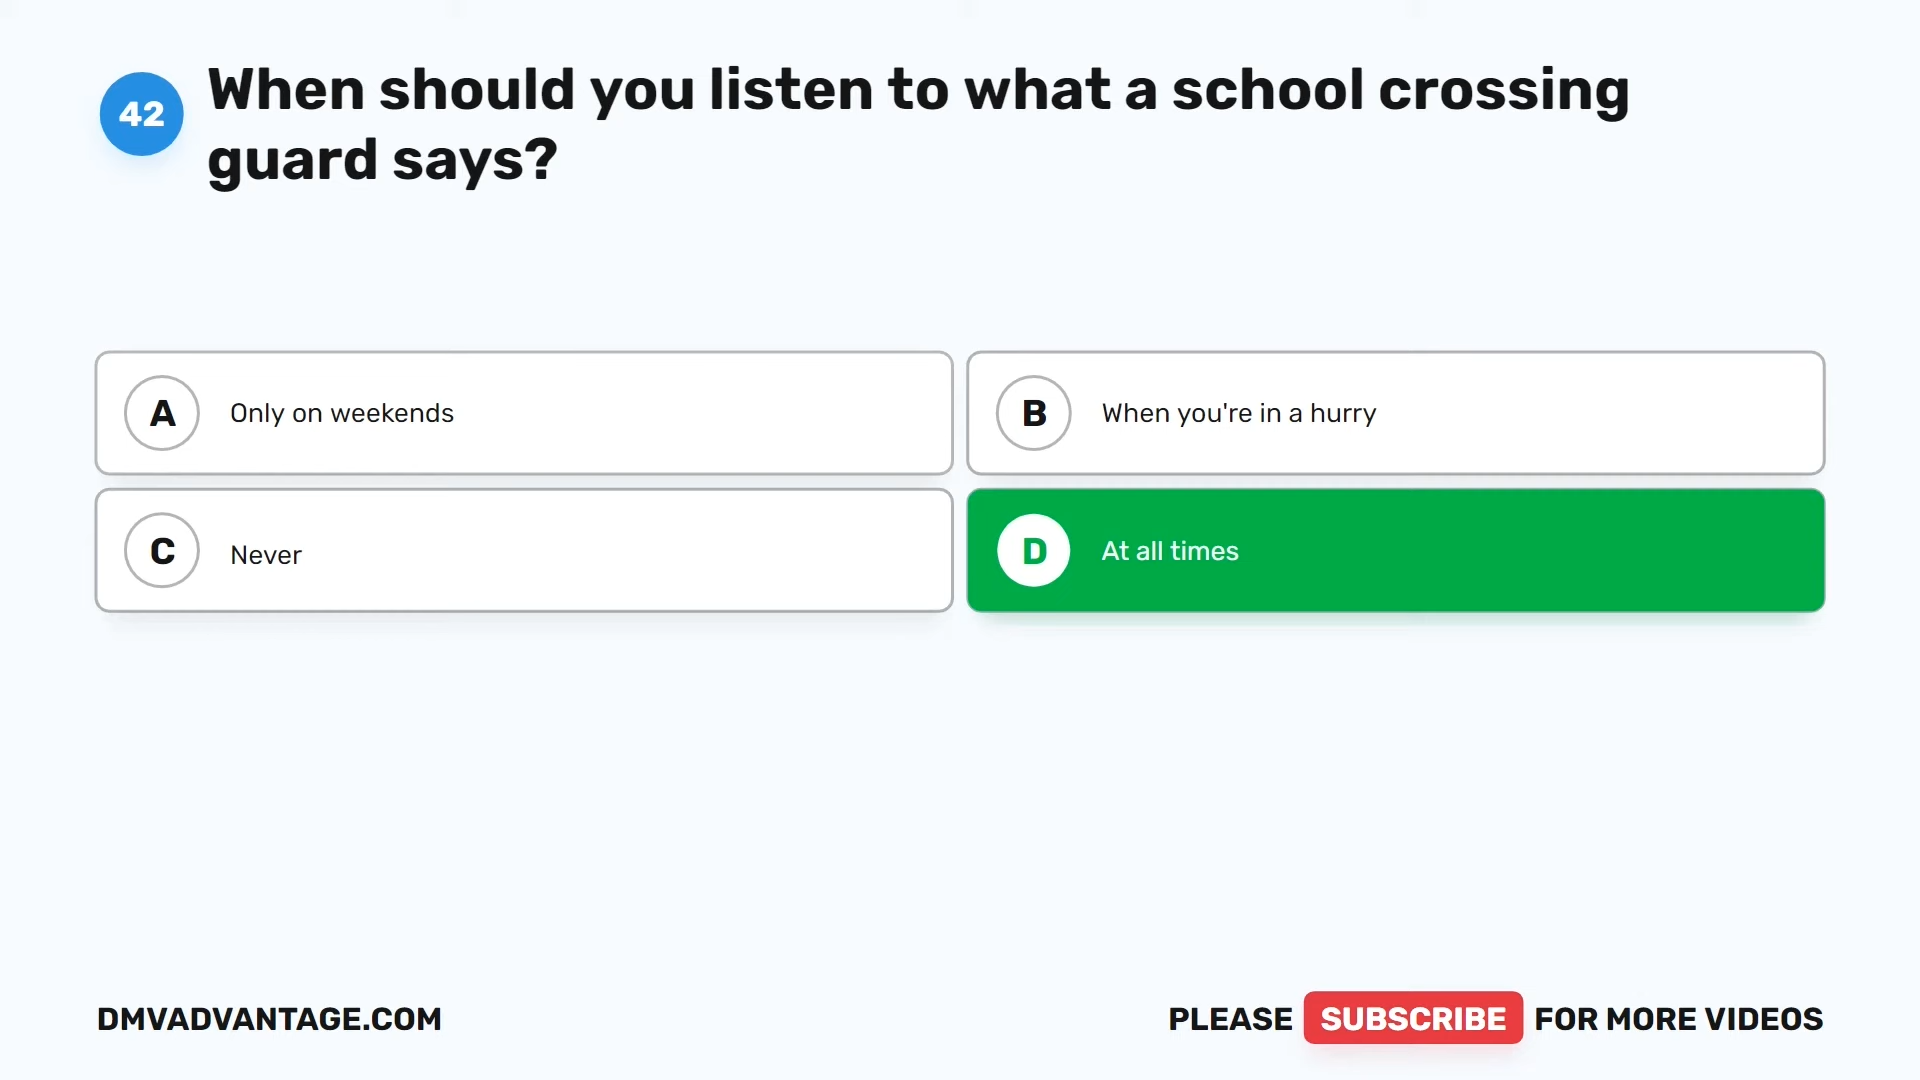 42
When should you listen to what a school crossing
guard says?
A
Only on weekends
B
When you're in a hurry
C
Never
D
At all times
DMVADVANTAGE.COM
PLEASE SUBSCRIBE FOR MORE VIDEOS